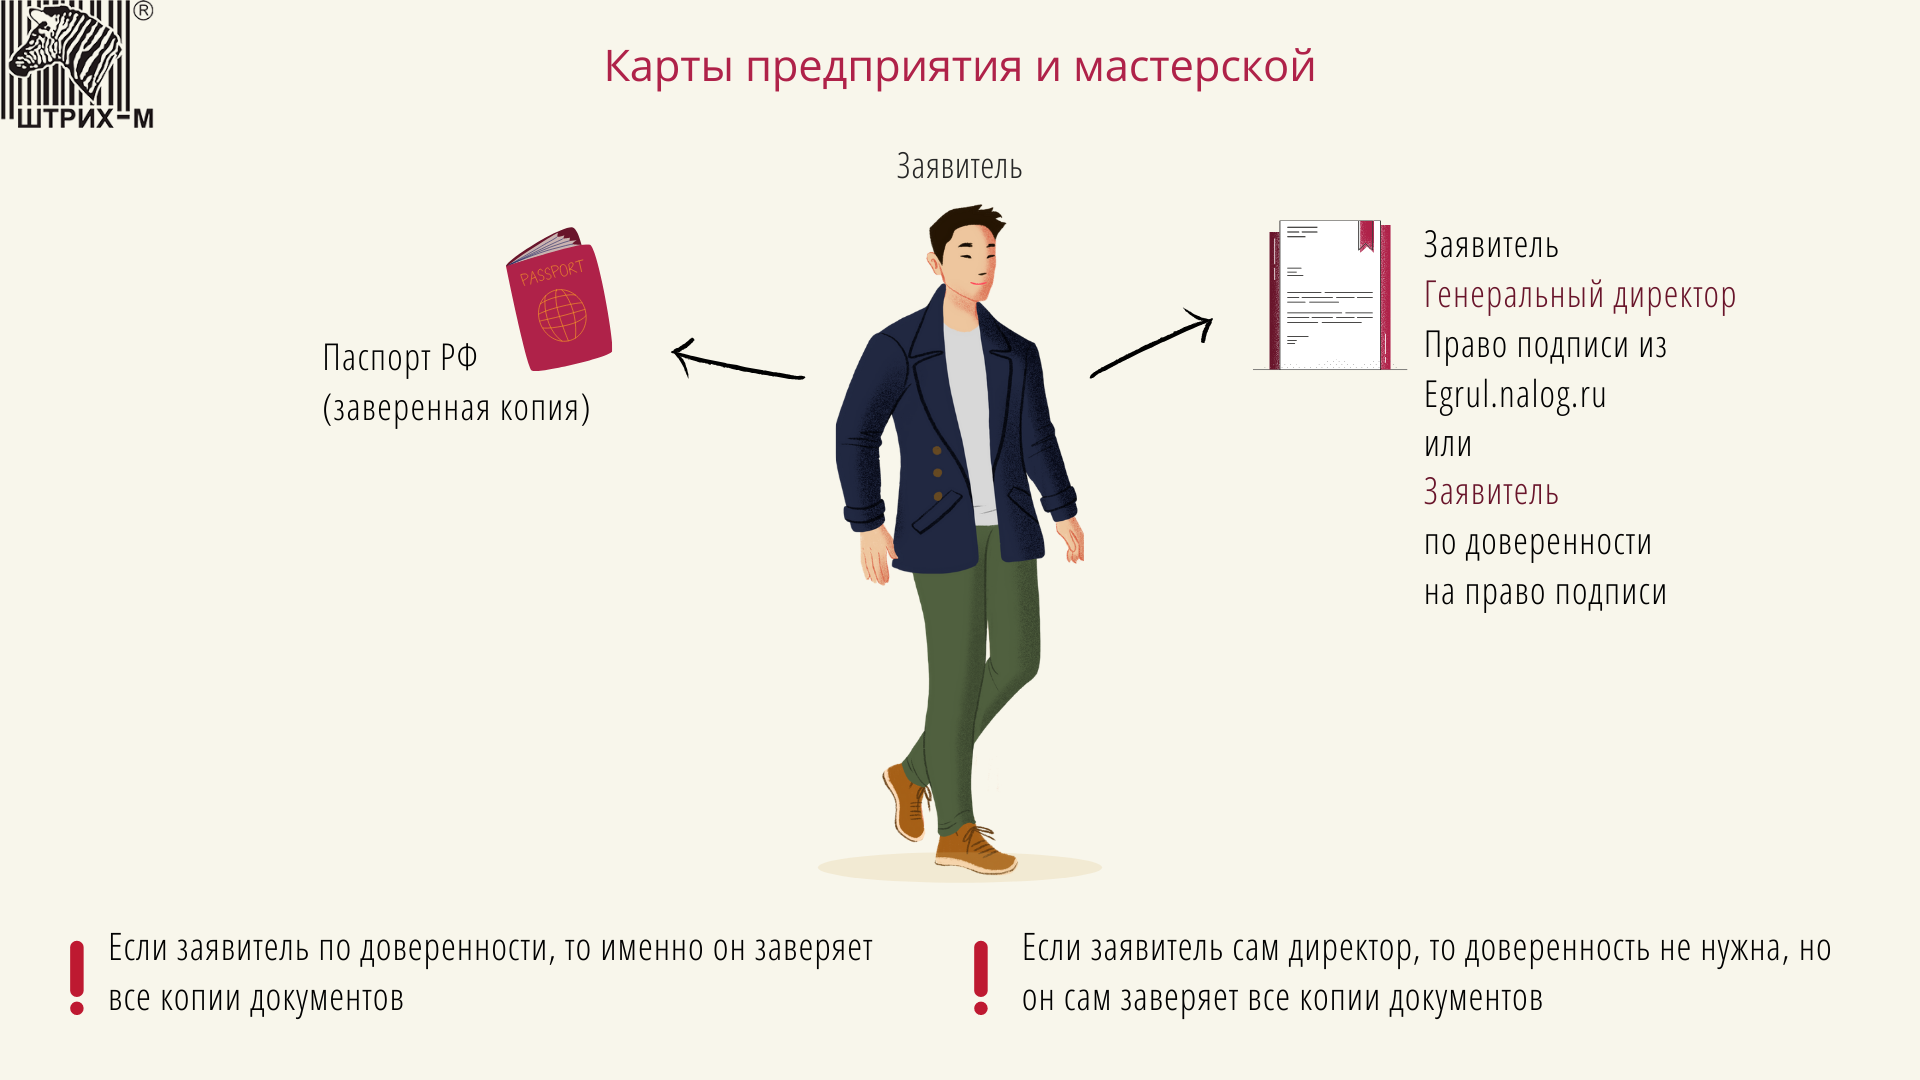 ®
ШТРИХ-М
Карты предприятия и мастерской
Заявитель
PASSPORT
Паспорт РФ
(заверенная копия)
Заявитель
Генеральный директор
Право подписи из
Egrul.nalog.ru
или
Заявитель
по доверенности
на право подписи
Если заявитель по доверенности, то именно он заверяет
все копии документов
Если заявитель сам директор, то доверенность не нужна, но
он сам заверяет все копии документов